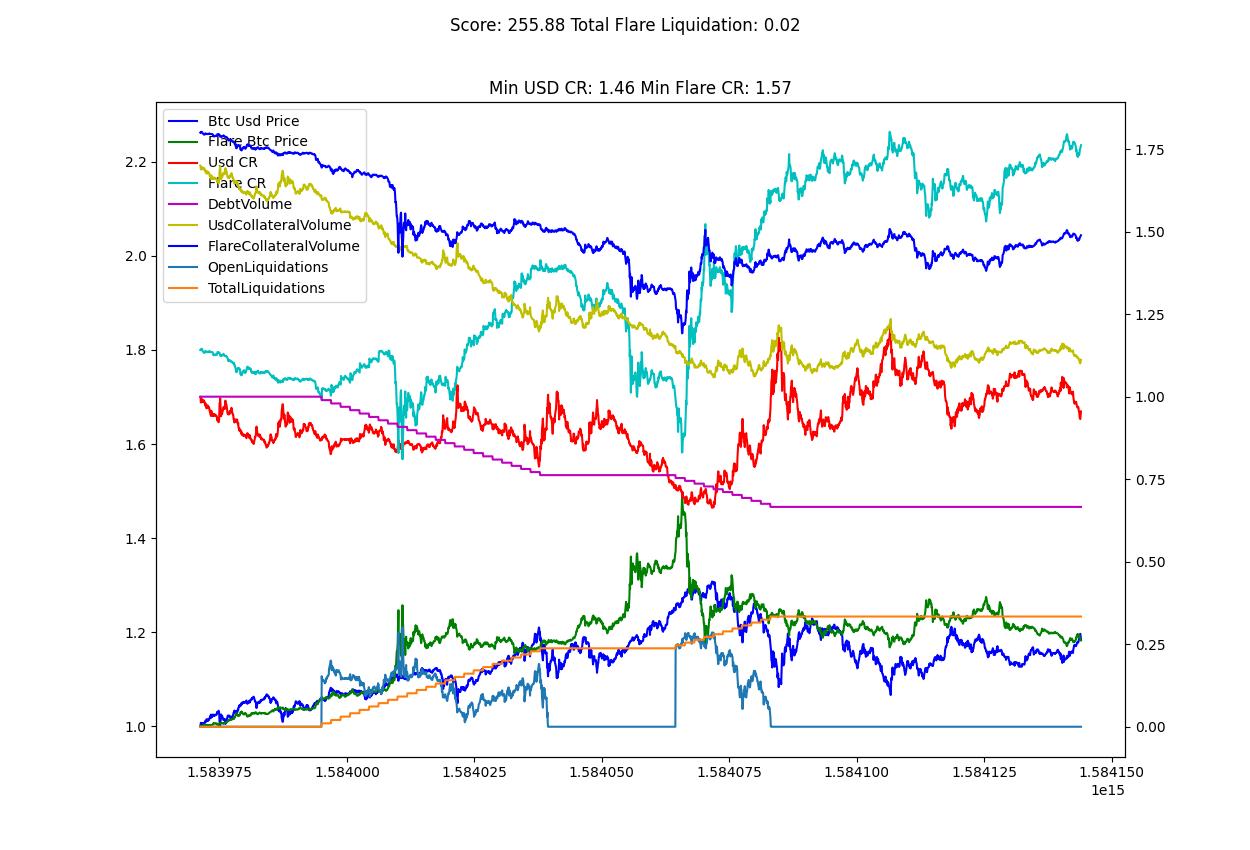 Score: 255.88 Total Flare Liquidation: 0.02
Min USD CR: 1.46 Min Flare CR: 1.57
Btc Usd Price
Flare Btc Price
Usd CR
Flare CR
DebtVolume
UsdCollateralVolume
FlareCollateralVolume
OpenLiquidations
TotalLiquidations
2.2
2.0
1.8
1.6
1.4
1.2
1.0
1.75
1.50
1.25
1.00
0.75
0.50
0.25
0.00
1.583975 1.584000 1.584025 1.584050 1.584075 1.584100 1.584125 1.584150
1e15